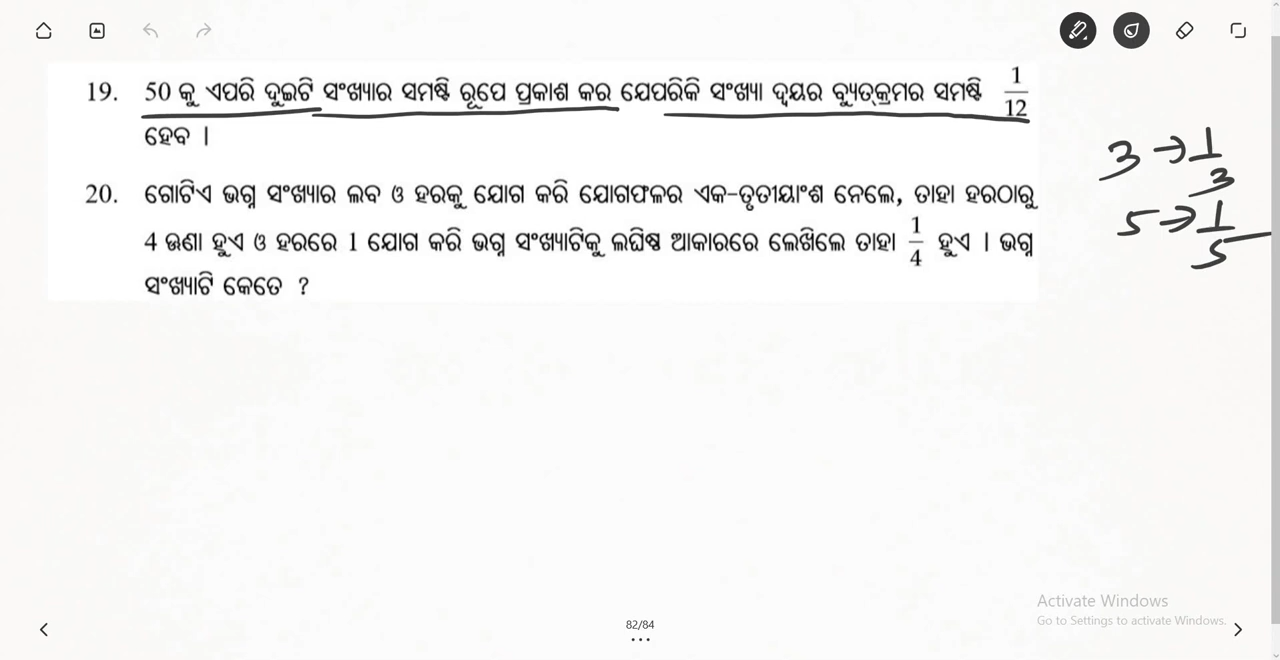 19. 50 କୁ ଏପରି ଦୁଇଟି ସଂଖ୍ୟାର ସମଷ୍ଟି ରୂପେ ପ୍ରକାଶ କର ଯେପରିକି ସଂଖ୍ୟା ଦ୍ୱୟର ବ୍ୟୁତ୍‌କ୍ରମର ସମଷ୍ଟି 1/12
ହେବ ।
3 → 1/3
5 → 1/5
20. ଗୋଟିଏ ଭଗ୍ନ ସଂଖ୍ୟାର ଲବ ଓ ହରକୁ ଯୋଗ କରି ଯୋଗଫଳର ଏକ-ତୃତୀୟାଂଶ ନେଲେ, ତାହା ହରଠାରୁ
4 ଊଣା ହୁଏ ଓ ହରରେ 1 ଯୋଗ କରି ଭଗ୍ନ ସଂଖ୍ୟାଟିକୁ ଲଘିଷ୍ଠ ଆକାରରେ ଲେଖିଲେ ତାହା 1/4 ହୁଏ । ଭଗ୍ନ
ସଂଖ୍ୟାଟି କେତେ ?
Activate Windows
Go to Settings to activate Windows.
82/84